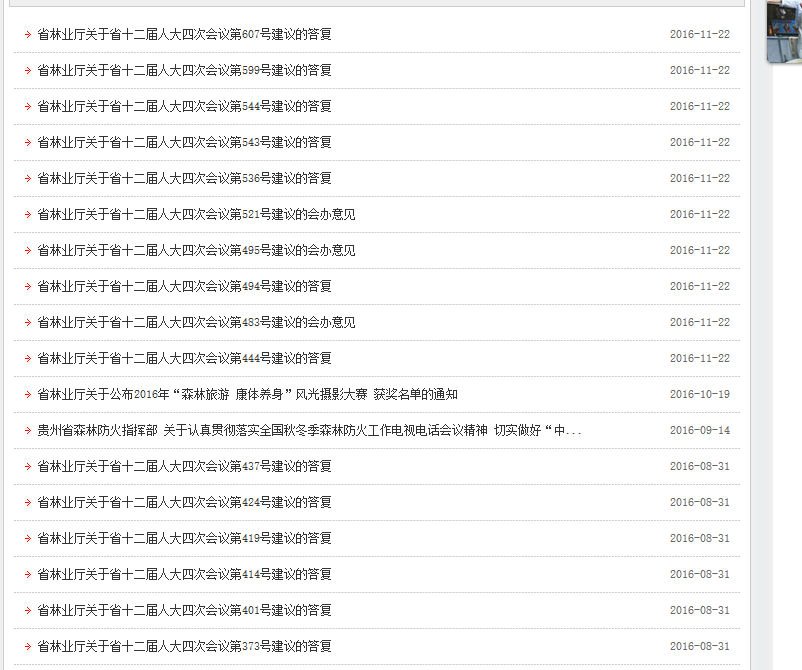 省林业厅关于省十二届人大四次会议第607号建议的答复 2016-11-22
省林业厅关于省十二届人大四次会议第599号建议的答复 2016-11-22
省林业厅关于省十二届人大四次会议第544号建议的答复 2016-11-22
省林业厅关于省十二届人大四次会议第543号建议的答复 2016-11-22
省林业厅关于省十二届人大四次会议第536号建议的答复 2016-11-22
省林业厅关于省十二届人大四次会议第521号建议的会办意见 2016-11-22
省林业厅关于省十二届人大四次会议第495号建议的会办意见 2016-11-22
省林业厅关于省十二届人大四次会议第494号建议的答复 2016-11-22
省林业厅关于省十二届人大四次会议第483号建议的会办意见 2016-11-22
省林业厅关于省十二届人大四次会议第444号建议的答复 2016-11-22
省林业厅关于公布2016年“森林旅游 康体养身”风光摄影大赛 获奖名单的通知 2016-10-19
贵州省森林防火指挥部 关于认真贯彻落实全国秋冬季森林防火工作电视电话会议精神 切实做好“中... 2016-09-14
省林业厅关于省十二届人大四次会议第437号建议的答复 2016-08-31
省林业厅关于省十二届人大四次会议第424号建议的答复 2016-08-31
省林业厅关于省十二届人大四次会议第419号建议的答复 2016-08-31
省林业厅关于省十二届人大四次会议第414号建议的答复 2016-08-31
省林业厅关于省十二届人大四次会议第401号建议的答复 2016-08-31
省林业厅关于省十二届人大四次会议第373号建议的答复 2016-08-31